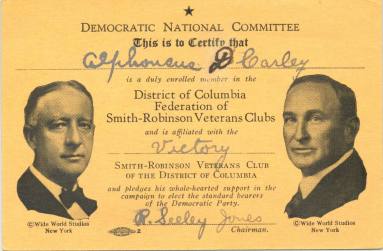 ★
DEMOCRATIC NATIONAL COMMITTEE
This is to Certify that
Alphonsus D Carley
is a duly enrolled member in the
District of Columbia
Federation of
Smith-Robinson Veterans Clubs
and is affiliated with the
Victory
SMITH-ROBINSON VETERANS CLUB
OF THE DISTRICT OF COLUMBIA
and pledges his whole-hearted support in the
campaign to elect the standard bearers
of the Democratic Party.
R. Seeley Jones
Chairman.
2
©Wide World Studios
New York
©Wide World Studios
New York